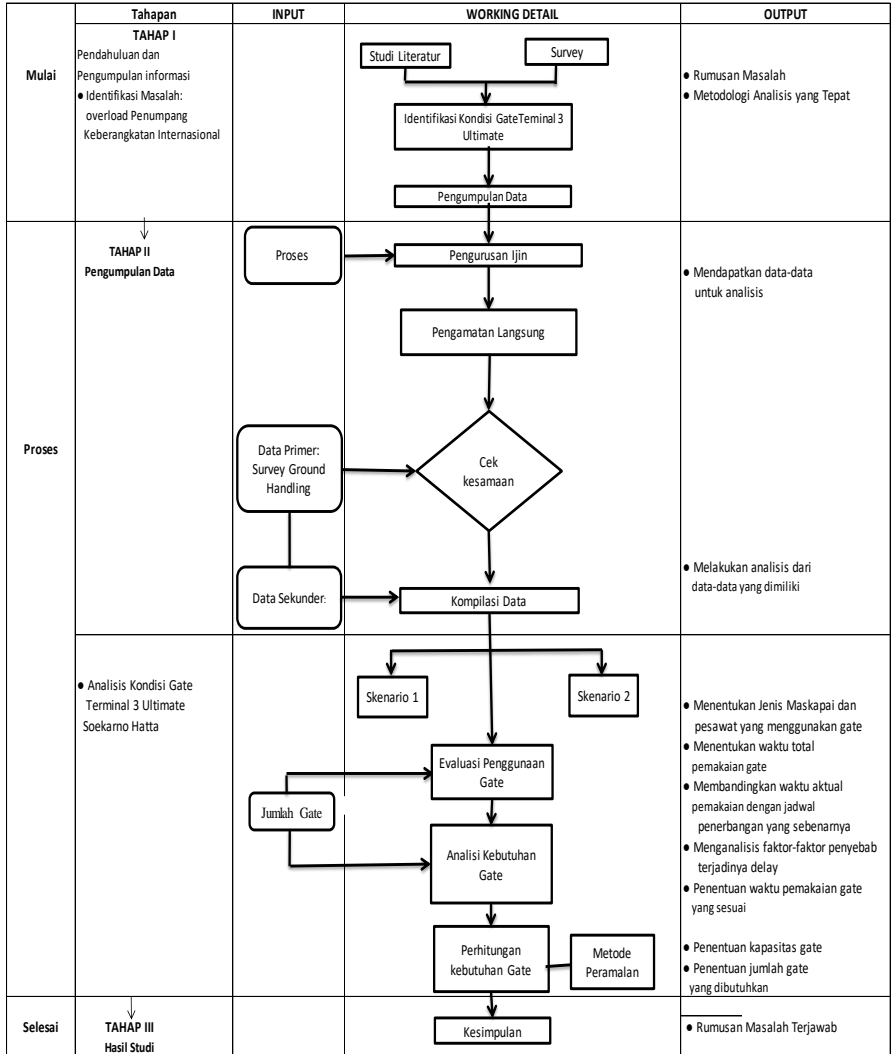 Tahapan
INPUT
WORKING DETAIL
OUTPUT
Mulai
TAHAP I
Pendahuluan dan
Pengumpulan informasi
● Identifikasi Masalah:
overload Penumpang
Keberangkatan Internasional
Studi Literatur
Survey
Identifikasi Kondisi GateTeminal 3
Ultimate
Pengumpulan Data
● Rumusan Masalah
● Metodologi Analisis yang Tepat
Proses
TAHAP II
Pengumpulan Data
Proses
Pengurusan Ijin
Pengamatan Langsung
● Mendapatkan data-data
untuk analisis
Data Primer:
Survey Ground
Handling
Cek
kesamaan
Data Sekunder:
Kompilasi Data
● Melakukan analisis dari
data-data yang dimiliki
● Analisis Kondisi Gate
Terminal 3 Ultimate
Soekarno Hatta
Jumlah Gate
Skenario 1
Skenario 2
Evaluasi Penggunaan
Gate
Analisi Kebutuhan
Gate
Perhitungan
kebutuhan Gate
Metode
Peramalan
● Menentukan Jenis Maskapai dan
pesawat yang menggunakan gate
● Menentukan waktu total
pemakaian gate
● Membandingkan waktu aktual
pemakaian dengan jadwal
penerbangan yang sebenarnya
● Menganalisis faktor-faktor penyebab
terjadinya delay
● Penentuan waktu pemakaian gate
yang sesuai
● Penentuan kapasitas gate
● Penentuan jumlah gate
yang dibutuhkan
Selesai
TAHAP III
Hasil Studi
Kesimpulan
● Rumusan Masalah Terjawab